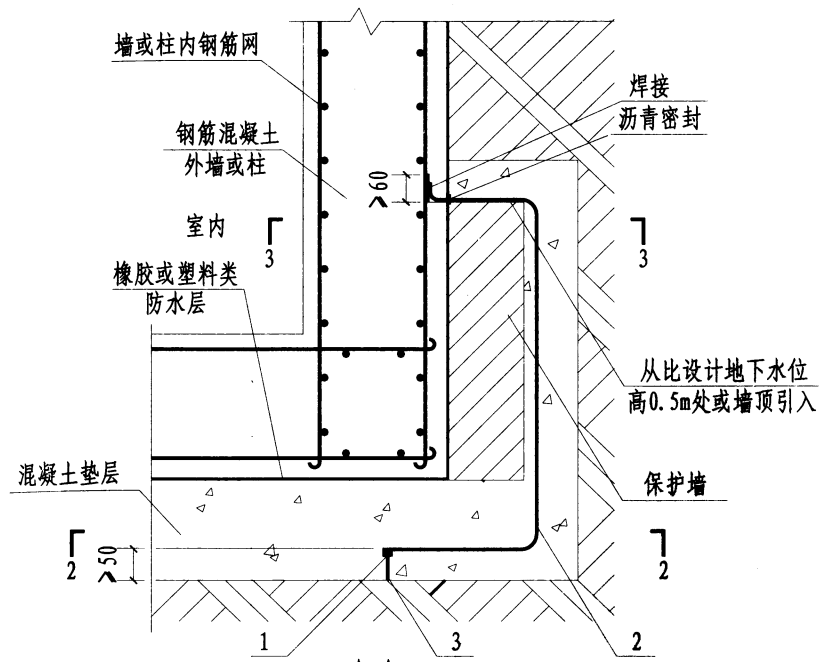 墙或柱内钢筋网
焊接
沥青密封
钢筋混凝土
外墙或柱
≥60
室内
3
3
橡胶或塑料类
防水层
从比设计地下水位
高0.5m处或墙顶引入
混凝土垫层
保护墙
2
≥50
2
1
3
2